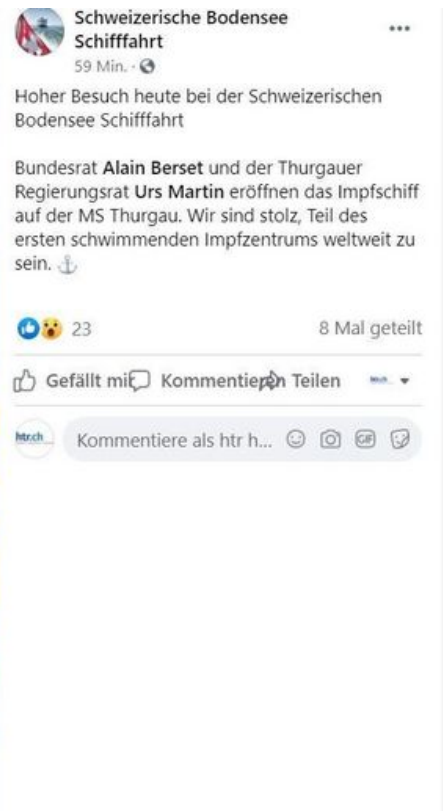 Schweizerische Bodensee
Schifffahrt
59 Min. ·
Hoher Besuch heute bei der Schweizerischen
Bodensee Schifffahrt
Bundesrat Alain Berset und der Thurgauer
Regierungsrat Urs Martin eröffnen das Impfschiff
auf der MS Thurgau. Wir sind stolz, Teil des
ersten schwimmenden Impfzentrums weltweit zu
sein.
23 8 Mal geteilt
Gefällt mir Kommentieren Teilen
htr.ch Kommentiere als htr h... GIF